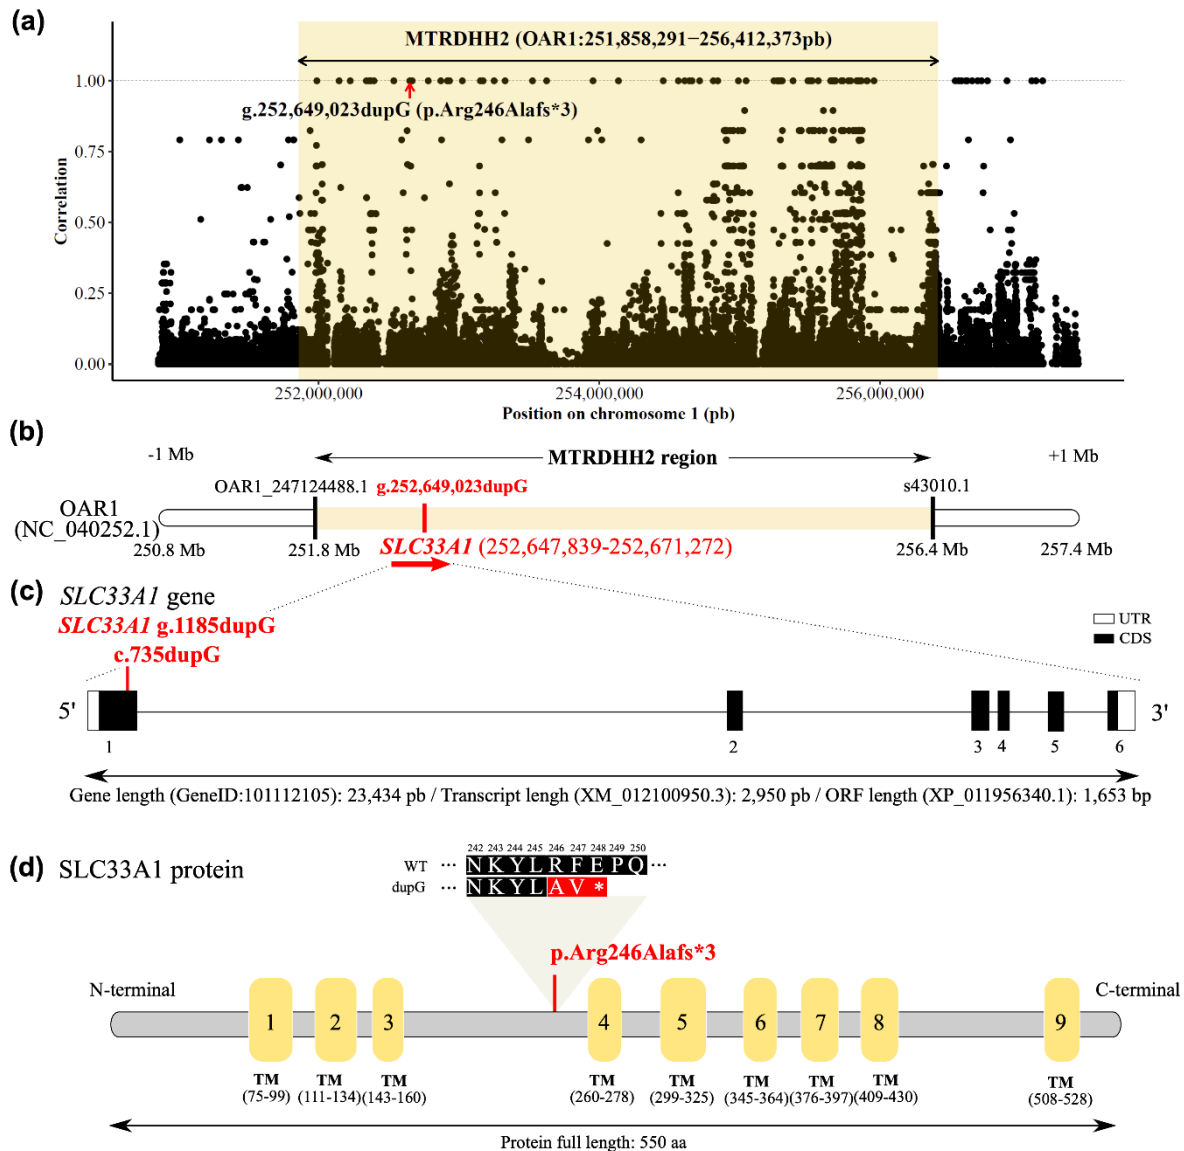 (a)
MTRDHH2 (OAR1:251,858,291−256,412,373pb)
g.252,649,023dupG (p.Arg246Alafs*3)
Correlation
1.00
0.75
0.50
0.25
0.00
252,000,000
254,000,000
256,000,000
Position on chromosome 1 (pb)
(b)
-1 Mb
MTRDHH2 region
+1 Mb
OAR1_247124488.1
g.252,649,023dupG
s43010.1
OAR1
(NC_040252.1)
250.8 Mb
251.8 Mb
SLC33A1 (252,647,839-252,671,272)
256.4 Mb
257.4 Mb
(c)
SLC33A1 gene
SLC33A1 g.1185dupG
c.735dupG
UTR
CDS
5'
3'
1
2
3
4
5
6
Gene length (GeneID:101112105): 23,434 pb / Transcript lengh (XM_012100950.3): 2,950 pb / ORF length (XP_011956340.1): 1,653 bp
(d)
SLC33A1 protein
242 243 244 245 246 247 248 249 250
WT ··· N K Y L R F E P Q ···
dupG ··· N K Y L A V *
p.Arg246Alafs*3
N-terminal
C-terminal
1
2
3
4
5
6
7
8
9
TM
(75-99)
TM
(111-134)
TM
(143-160)
TM
(260-278)
TM
(299-325)
TM
(345-364)
TM
(376-397)
TM
(409-430)
TM
(508-528)
Protein full length: 550 aa